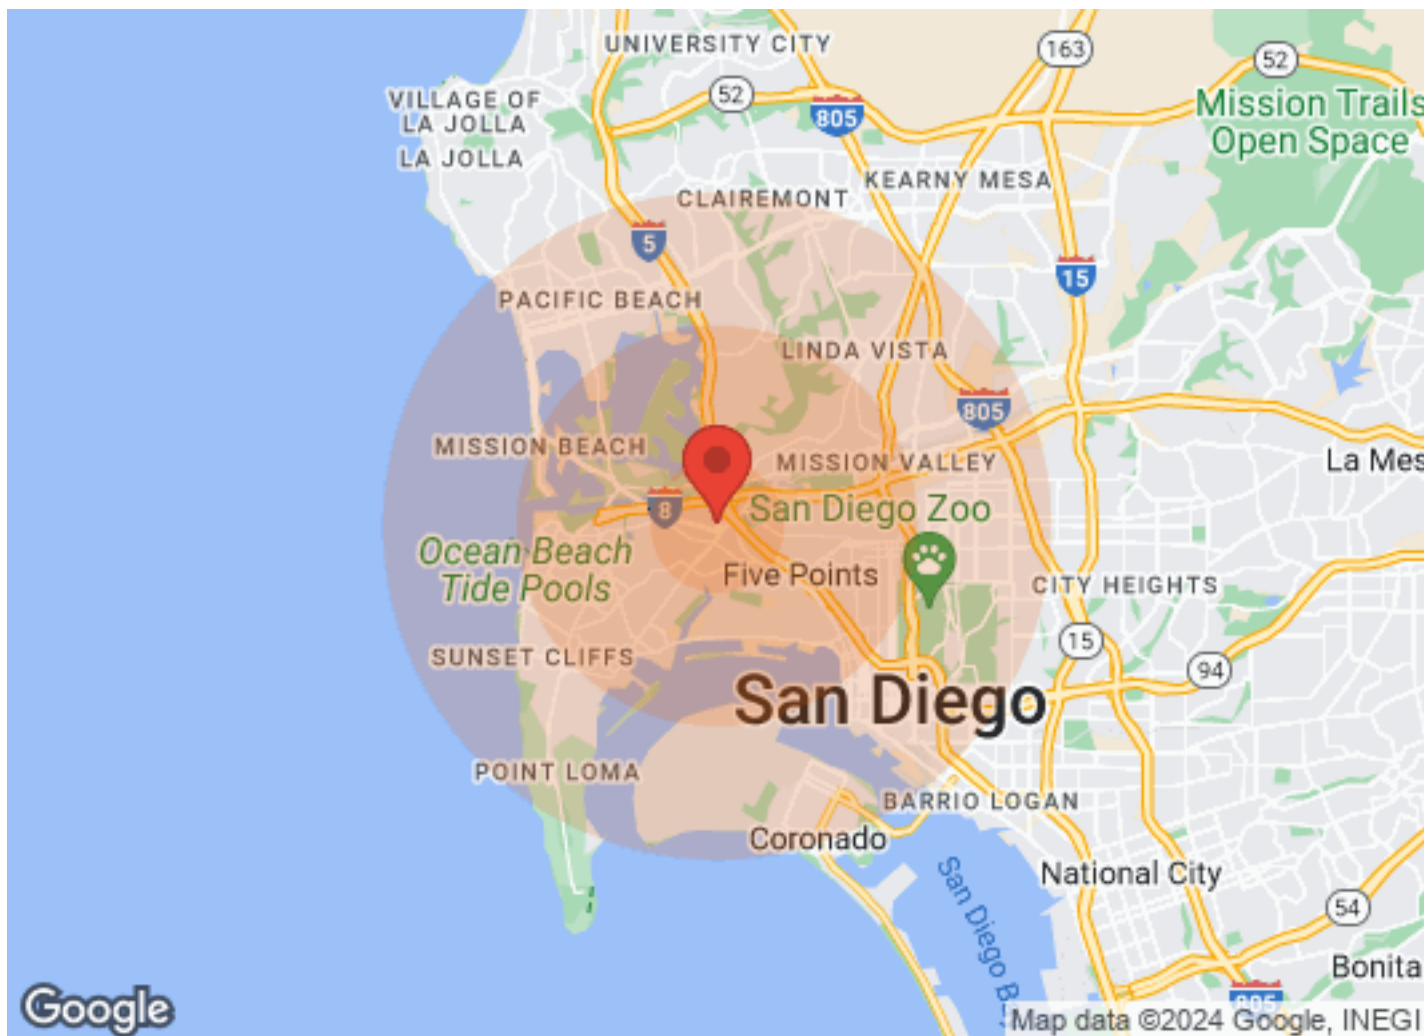 UNIVERSITY CITY
163
52
52
VILLAGE OF
LA JOLLA
805
Mission Trails
Open Space
LA JOLLA
KEARNY MESA
CLAIREMONT
5
15
PACIFIC BEACH
LINDA VISTA
805
MISSION BEACH
MISSION VALLEY
La Mes
8
San Diego Zoo
Ocean Beach
Tide Pools
Five Points
CITY HEIGHTS
15
SUNSET CLIFFS
94
San Diego
POINT LOMA
BARRIO LOGAN
Coronado
National City
San Diego B
54
Bonita
805
Google
Map data ©2024 Google, INEGI